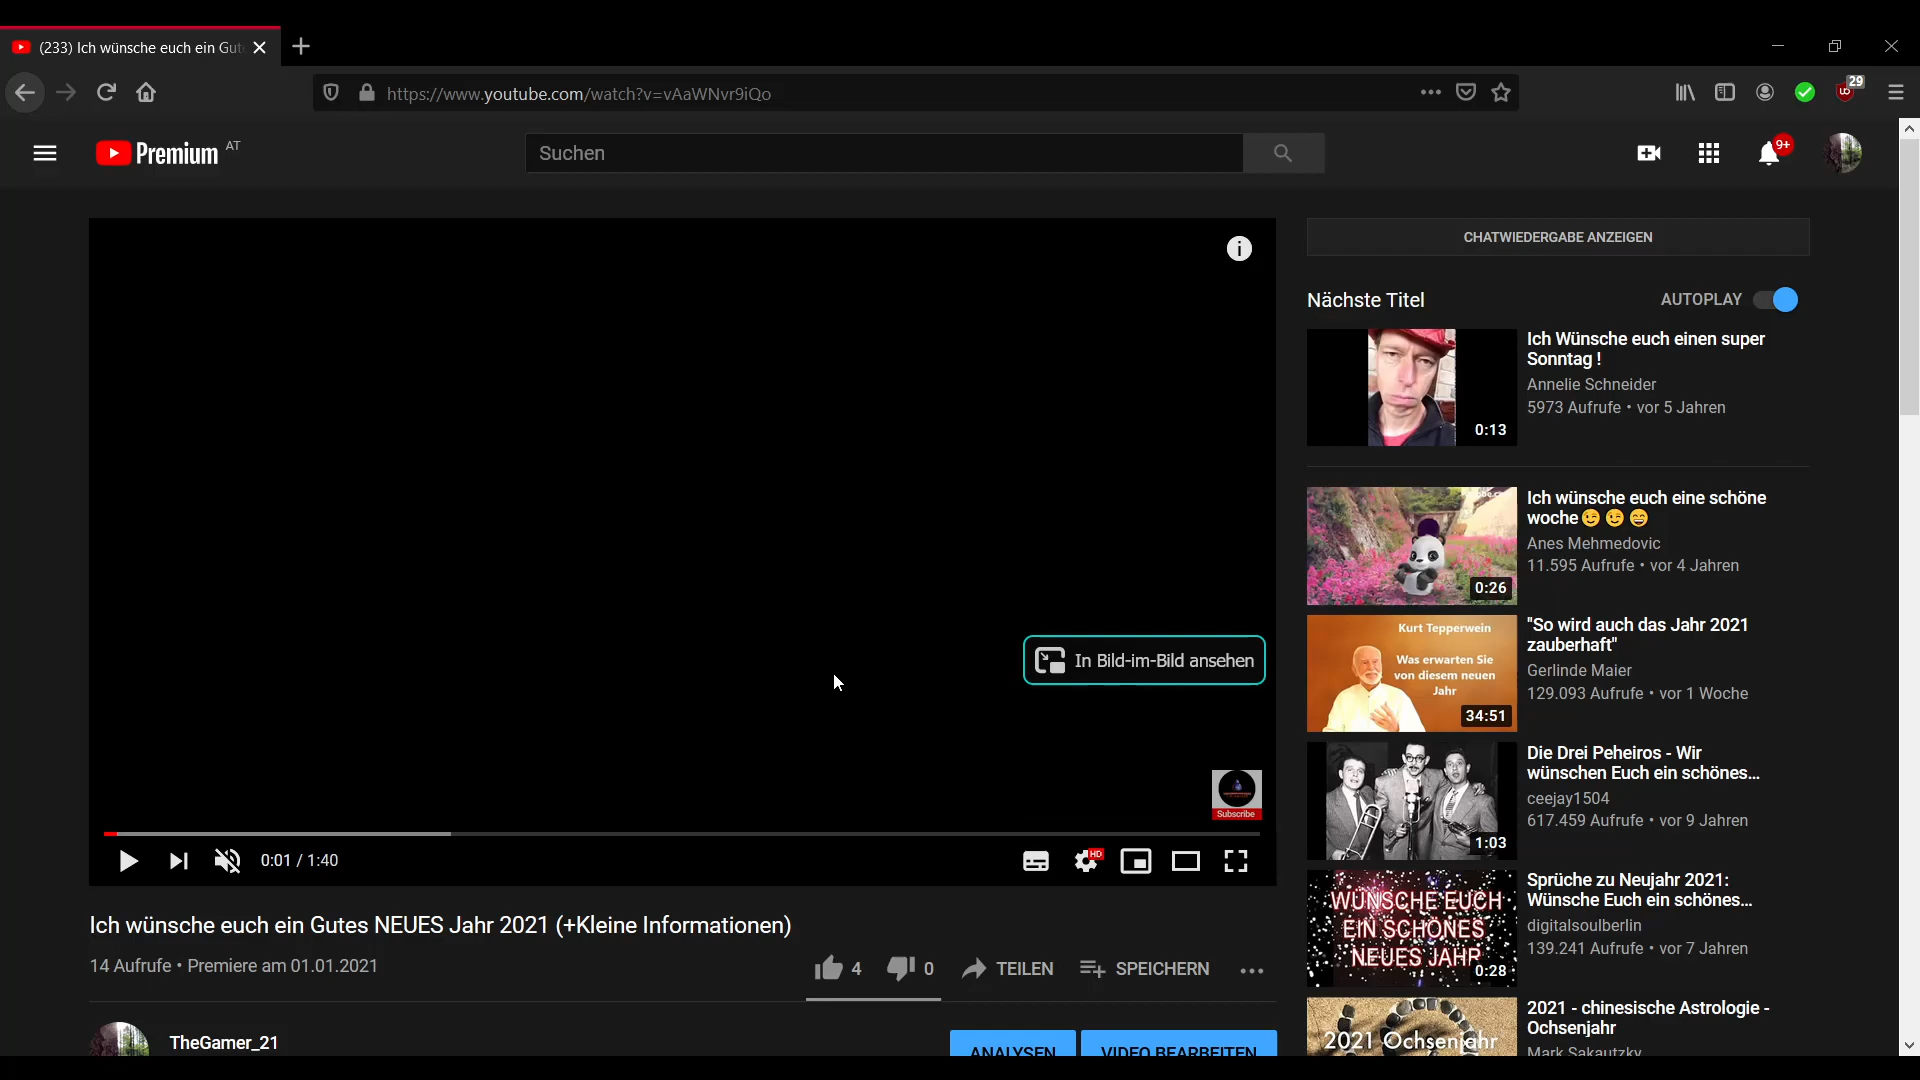 (233) Ich wünsche euch ein Gut
https://www.youtube.com/watch?v=vAaWNvr9iQo
29
Premium AT
Suchen
9+
CHATWIEDERGABE ANZEIGEN
Nächste Titel
AUTOPLAY
Ich Wünsche euch einen super
Sonntag !
Annelie Schneider
5973 Aufrufe • vor 5 Jahren
0:13
Ich wünsche euch eine schöne
woche😉😉😄
Anes Mehmedovic
11.595 Aufrufe • vor 4 Jahren
0:26
Kurt Tepperwein
Was erwarten Sie
von diesem neuen
Jahr
34:51
"So wird auch das Jahr 2021
zauberhaft"
Gerlinde Maier
129.093 Aufrufe • vor 1 Woche
In Bild-im-Bild ansehen
Subscribe
Die Drei Peheiros - Wir
wünschen Euch ein schönes...
ceejay1504
617.459 Aufrufe • vor 9 Jahren
1:03
0:01 / 1:40
HD
WÜNSCHE EUCH
EIN SCHÖNES
NEUES JAHR
0:28
Sprüche zu Neujahr 2021:
Wünsche Euch ein schönes...
digitalsoulberlin
139.241 Aufrufe • vor 7 Jahren
Ich wünsche euch ein Gutes NEUES Jahr 2021 (+Kleine Informationen)
14 Aufrufe • Premiere am 01.01.2021
4
0
TEILEN
SPEICHERN
2021 Ochsenjahr
2021 - chinesische Astrologie -
Ochsenjahr
Mark Sakautzky
TheGamer_21
ANALYSEN
VIDEO BEARBEITEN